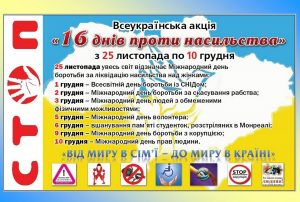 СТОП
Всеукраїнська акція
«16 днів проти насильства»
з 25 листопада по 10 грудня
25 листопада увесь світ відзначає Міжнародний день
боротьби за ліквідацію насильства над жінками;
1 грудня – Всесвітній день боротьби із СНІДом;
2 грудня – Міжнародний день боротьби за скасування рабства;
3 грудня – Міжнародний день людей з обмеженими
фізичними можливостями;
5 грудня – Міжнародний день волонтера;
6 грудня – вшанування пам'яті студенток, розстріляних в Монреалі;
9 грудня – Міжнародний день боротьби з корупцією;
10 грудня – Міжнародний день прав людини.
«ВІД МИРУ В СІМ'Ї – ДО МИРУ В КРАЇНІ»
STOP